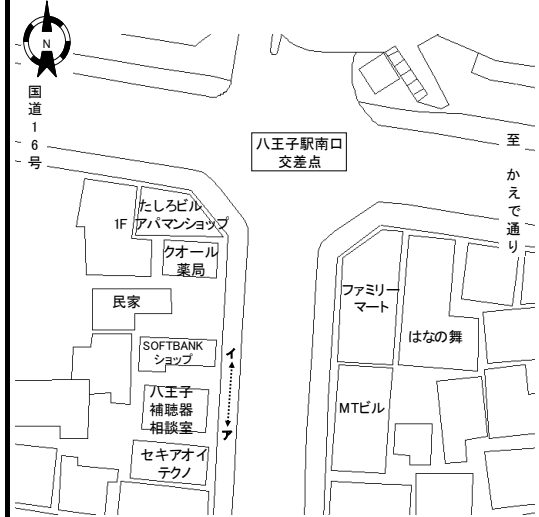 N
国道16号
八王子駅南口
交差点
至 かえで通り
たしろビル
1F アパマンショップ
クオール
薬局
民家
SOFTBANK
ショップ
八王子
補聴器
相談室
セキアオイ
テクノ
イ
ア
ファミリー
マート
はなの舞
MTビル